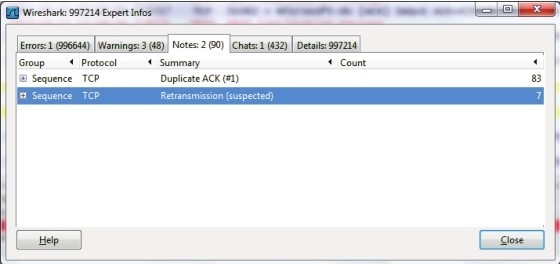 Wireshark: 997214 Expert Infos
Errors: 1 (996644) Warnings: 3 (48) Notes: 2 (90) Chats: 1 (432) Details: 997214
Group Protocol Summary Count
Sequence TCP Duplicate ACK (#1) 83
Sequence TCP Retransmission (suspected) 7
Help Close